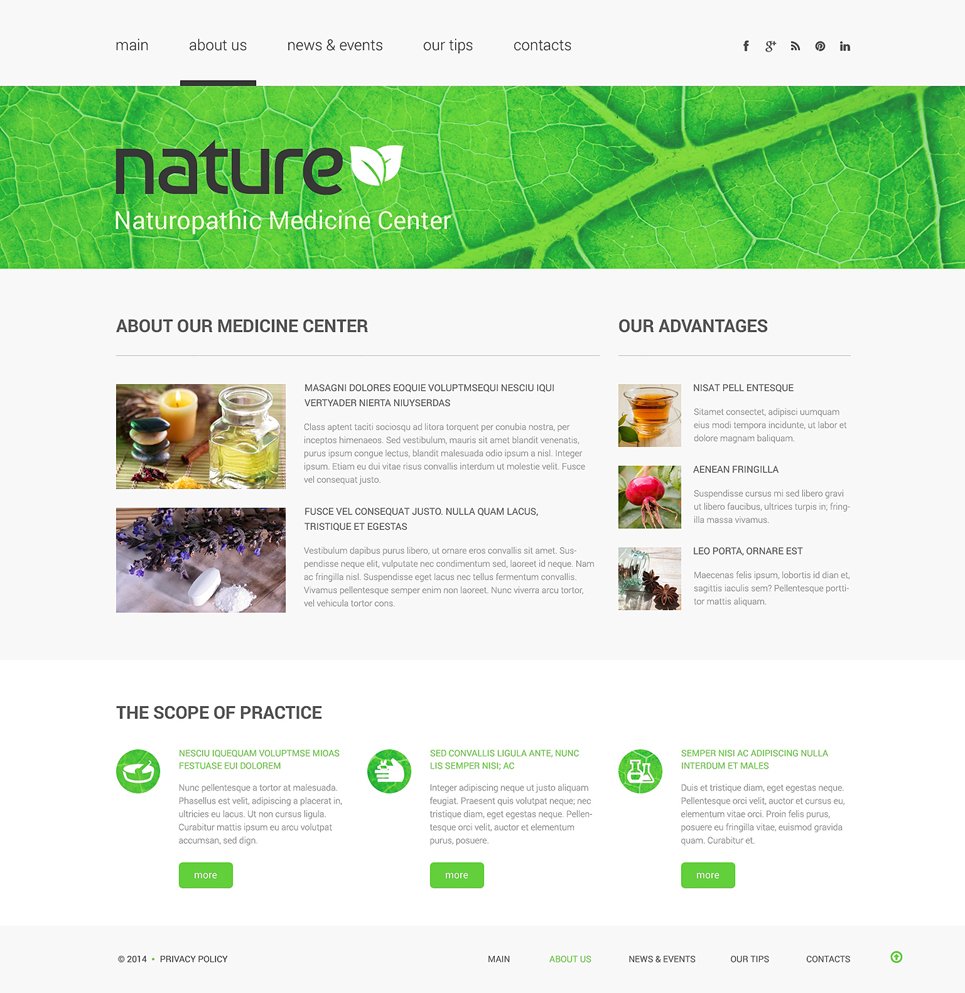 main about us news & events our tips contacts
nature
Naturopathic Medicine Center
ABOUT OUR MEDICINE CENTER
MASAGNI DOLORES EOQUIE VOLUPTMSEQUI NESCIU IQUI
VERTYADER NIERTA NIUYSERDAS
Class aptent taciti sociosqu ad litora torquent per conubia nostra, per
inceptos himenaeos. Sed vestibulum, mauris sit amet blandit venenatis,
purus ipsum congue lectus, blandit malesuada odio ipsum a nisl. Integer
ipsum. Etiam eu dui vitae risus convallis interdum ut molestie velit. Fusce
vel consequat justo.
FUSCE VEL CONSEQUAT JUSTO. NULLA QUAM LACUS,
TRISTIQUE ET EGESTAS
Vestibulum dapibus purus libero, ut ornare eros convallis sit amet. Sus-
pendisse neque elit, vulputate nec condimentum sed, laoreet id neque. Nam
ac fringilla nisl. Suspendisse eget lacus nec tellus fermentum convallis.
Vivamus pellentesque semper enim non laoreet. Nunc viverra arcu tortor,
vel vehicula tortor cons.
OUR ADVANTAGES
NISAT PELL ENTESQUE
Sitamet consectet, adipisci uumquam
eius modi tempora incidunte, ut labor et
dolore magnam baliquam.
AENEAN FRINGILLA
Suspendisse cursus mi sed libero gravi
ut libero faucibus, ultrices turpis in; fring-
illa massa vivamus.
LEO PORTA, ORNARE EST
Maecenas felis ipsum, lobortis id dian et,
sagittis iaculis sem? Pellentesque portti-
tor mattis aliquam.
THE SCOPE OF PRACTICE
NESCIU IQUEQUAM VOLUPTMSE MIOAS
FESTUASE EUI DOLOREM
Nunc pellentesque a tortor at malesuada.
Phasellus est velit, adipiscing a placerat in,
ultricies eu lacus. Ut non cursus ligula.
Curabitur mattis ipsum eu arcu volutpat
accumsan, sed dign.
more
SED CONVALLIS LIGULA ANTE, NUNC
LIS SEMPER NISI; AC
Integer adipiscing neque ut justo aliquam
feugiat. Praesent quis volutpat neque; nec
tristique diam, eget egestas neque. Pellen-
tesque orci velit, auctor et elementum
purus, posuere.
more
SEMPER NISI AC ADIPISCING NULLA
INTERDUM ET MALES
Duis et tristique diam, eget egestas neque.
Pellentesque orci velit, auctor et cursus eu,
elementum vitae orci. Proin felis purus,
posuere eu fringilla vitae, euismod gravida
quam. Curabitur et.
more
© 2014 • PRIVACY POLICY MAIN ABOUT US NEWS & EVENTS OUR TIPS CONTACTS